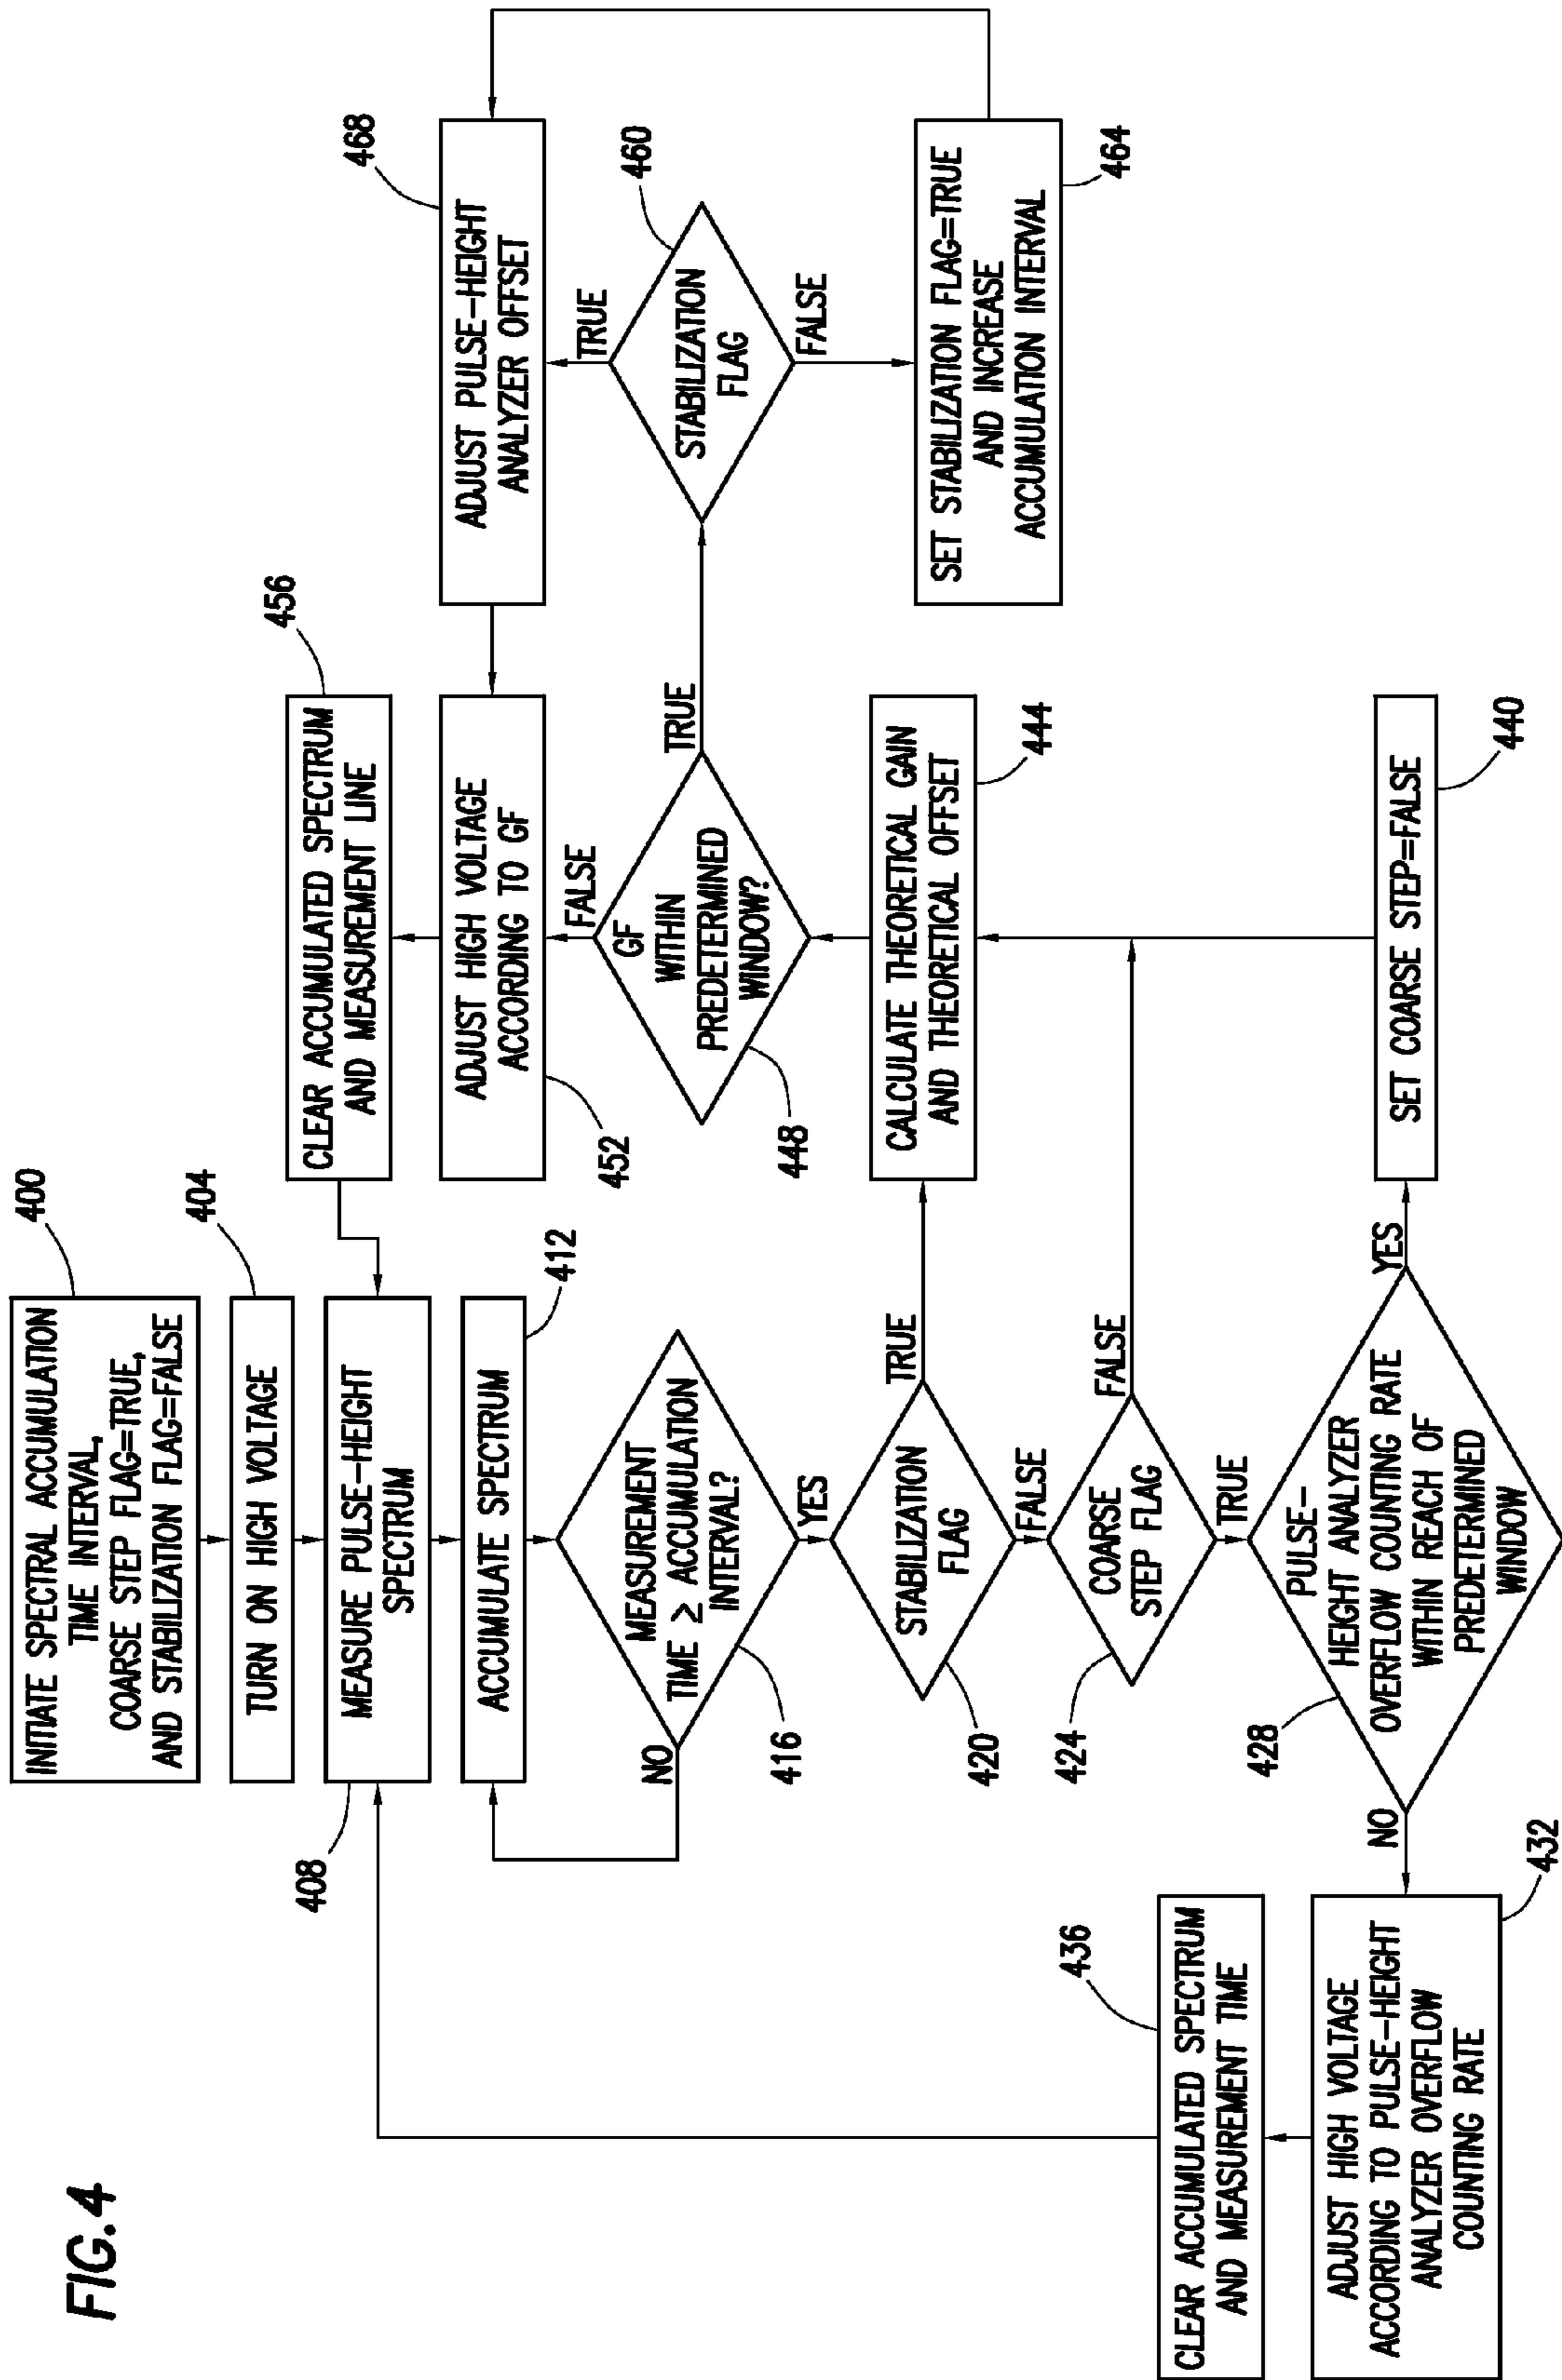 FIG.4
INITIATE SPECTRAL ACCUMULATION
TIME INTERVAL,
COARSE STEP FLAG=TRUE,
AND STABILIZATION FLAG=FALSE
400
TURN ON HIGH VOLTAGE
404
MEASURE PULSE-HEIGHT
SPECTRUM
408
ACCUMULATE SPECTRUM
412
MEASUREMENT
TIME ≥ ACCUMULATION
INTERVAL?
416
NO
YES
STABILIZATION
FLAG
420
TRUE
FALSE
COARSE
STEP FLAG
424
FALSE
TRUE
PULSE-
HEIGHT ANALYZER
OVERFLOW COUNTING RATE
WITHIN REACH OF
PREDETERMINED
WINDOW
428
NO
YES
ADJUST HIGH VOLTAGE
ACCORDING TO PULSE-HEIGHT
ANALYZER OVERFLOW
COUNTING RATE
432
CLEAR ACCUMULATED SPECTRUM
AND MEASUREMENT TIME
436
SET COARSE STEP=FALSE
440
CALCULATE THEORETICAL GAIN
AND THEORETICAL OFFSET
444
GF
WITHIN
PREDETERMINED
WINDOW?
448
FALSE
TRUE
ADJUST HIGH VOLTAGE
ACCORDING TO GF
452
CLEAR ACCUMULATED SPECTRUM
AND MEASUREMENT LINE
456
STABILIZATION
FLAG
460
TRUE
FALSE
SET STABILIZATION FLAG=TRUE
AND INCREASE
ACCUMULATION INTERVAL
464
ADJUST PULSE-HEIGHT
ANALYZER OFFSET
468